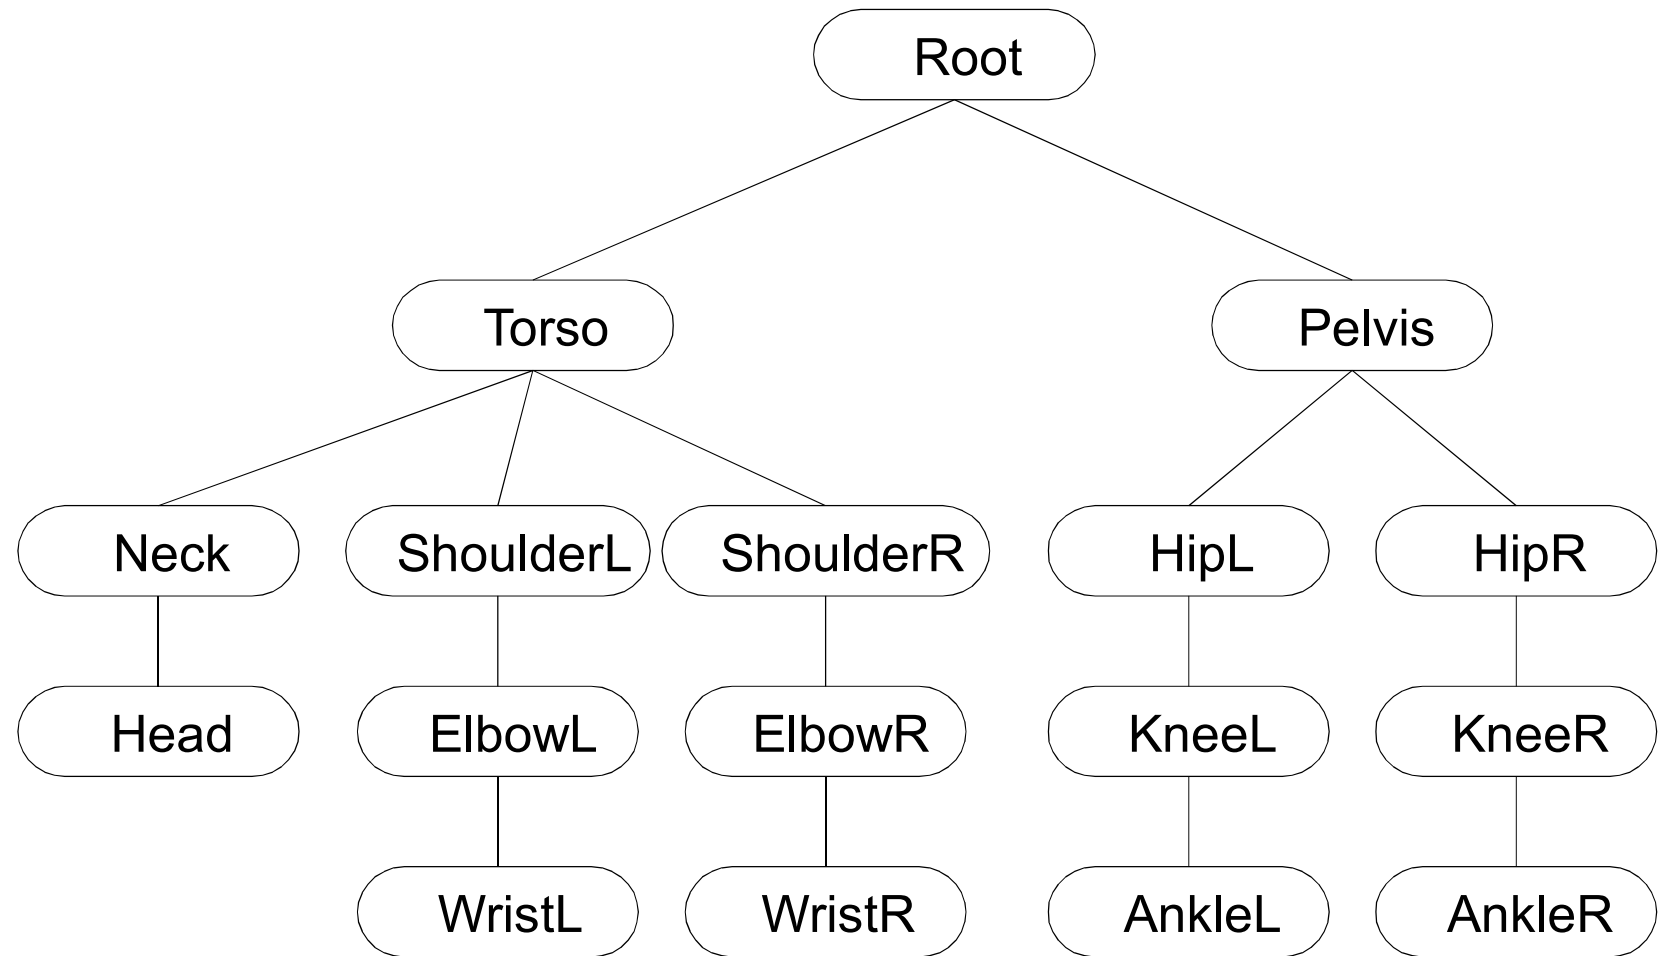 Root
Torso
Pelvis
Neck
ShoulderL
ShoulderR
HipL
HipR
Head
ElbowL
ElbowR
KneeL
KneeR
WristL
WristR
AnkleL
AnkleR